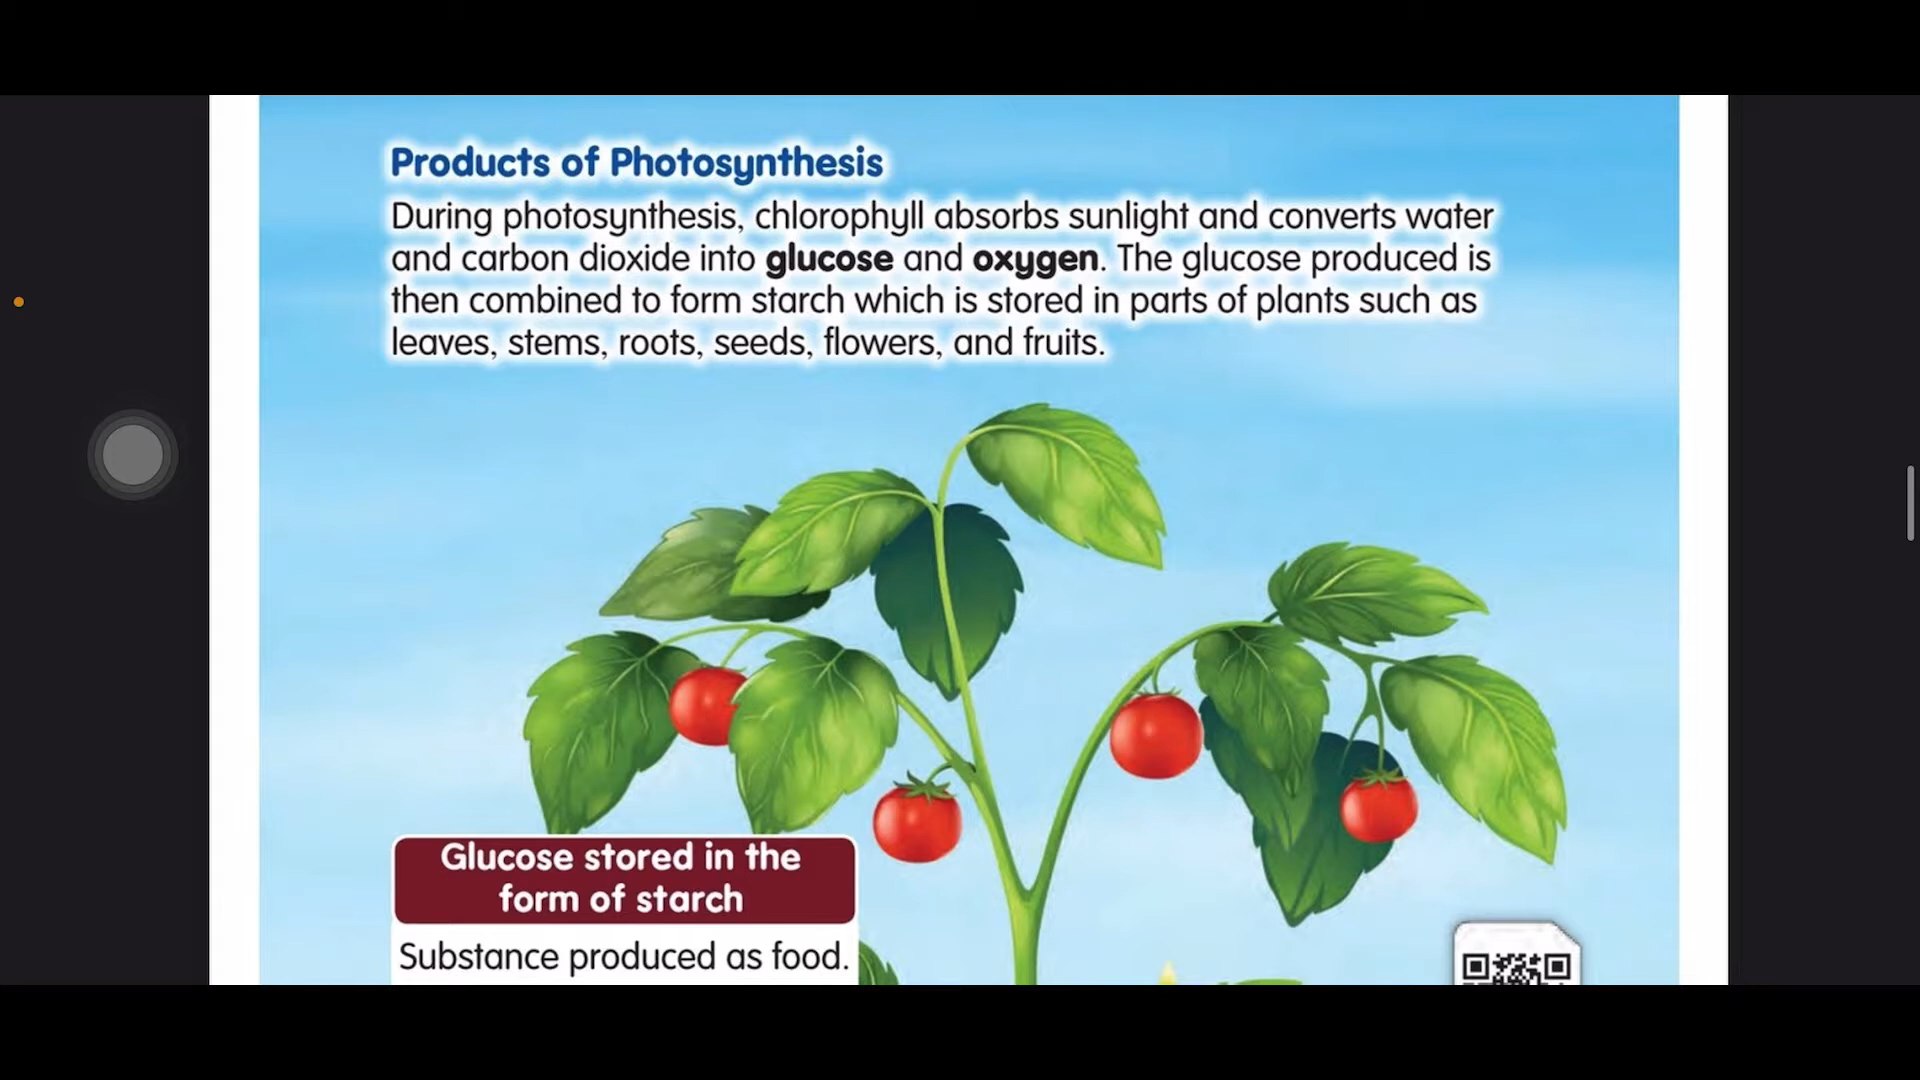 Products of Photosynthesis
During photosynthesis, chlorophyll absorbs sunlight and converts water
and carbon dioxide into glucose and oxygen. The glucose produced is
then combined to form starch which is stored in parts of plants such as
leaves, stems, roots, seeds, flowers, and fruits.
Glucose stored in the
form of starch
Substance produced as food.